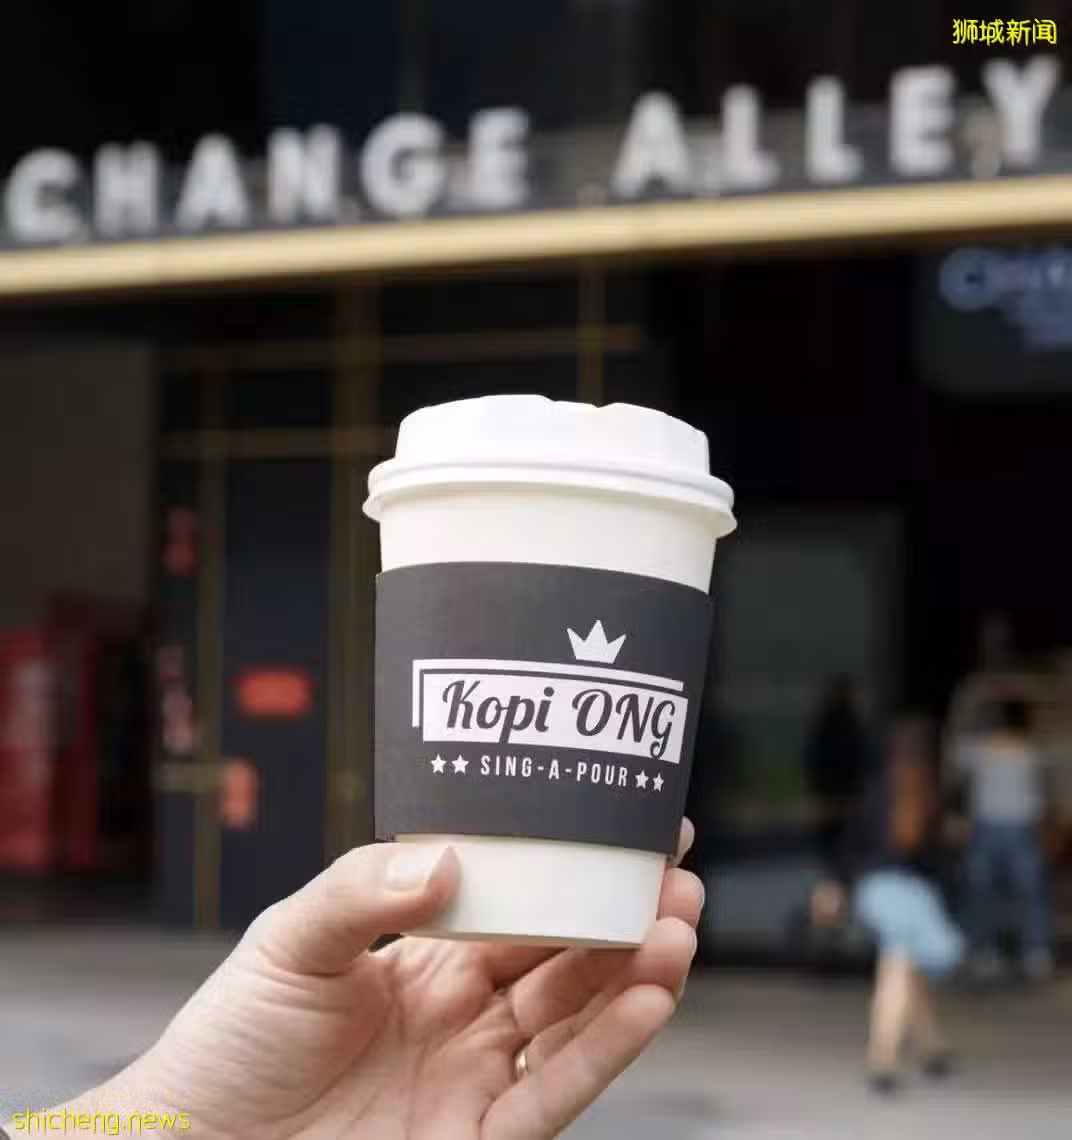 狮城新闻
CHANGE ALLEY
Kopi ONG
★★ SING-A-POUR ★★
shicheng.news